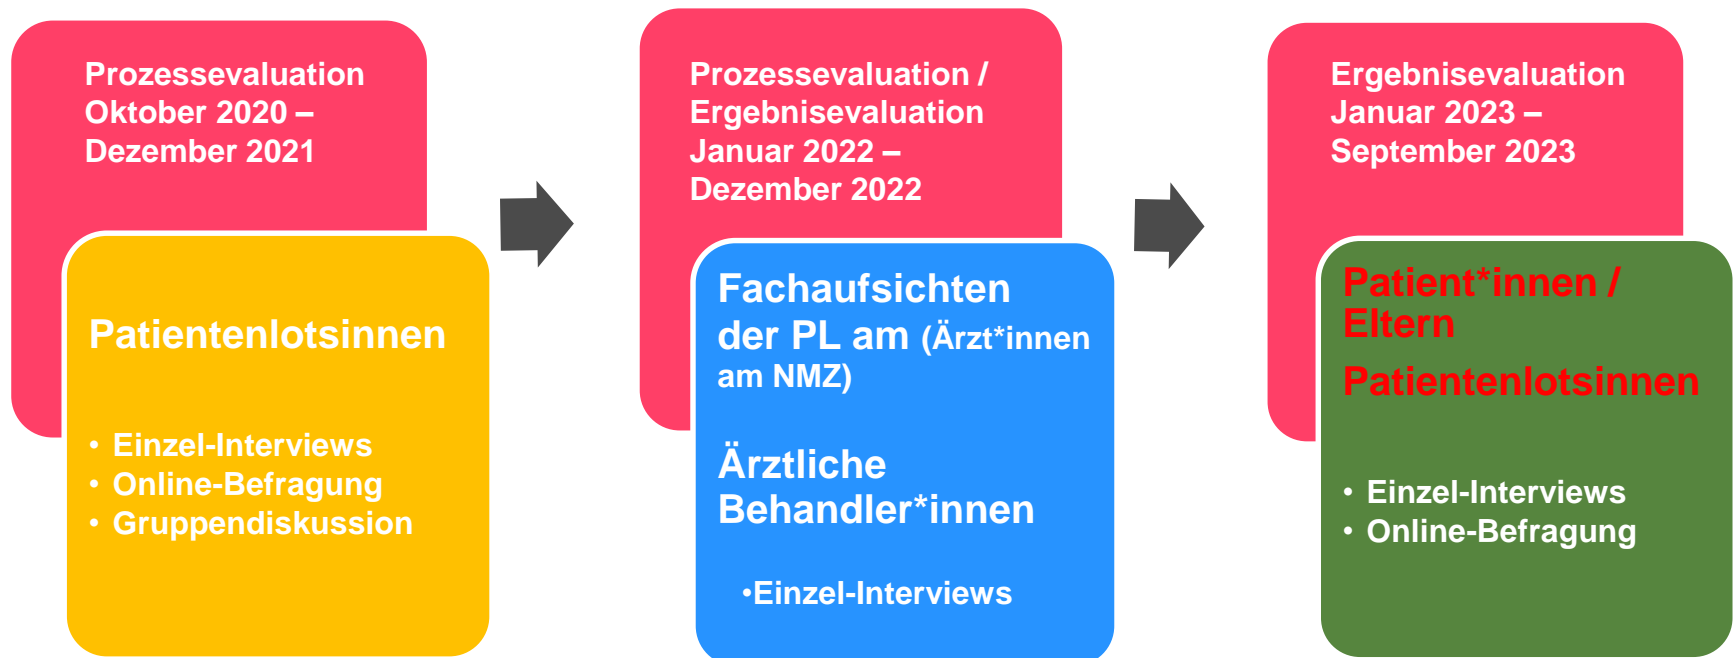 Prozessevaluation
Oktober 2020 –
Dezember 2021
Patientenlotsinnen
• Einzel-Interviews
• Online-Befragung
• Gruppendiskussion
Prozessevaluation /
Ergebnisevaluation
Januar 2022 –
Dezember 2022
Fachaufsichten
der PL am (Ärzt*innen
am NMZ)
Ärztliche
Behandler*innen
•Einzel-Interviews
Ergebnisevaluation
Januar 2023 –
September 2023
Patient*innen /
Eltern
Patientenlotsinnen
• Einzel-Interviews
• Online-Befragung